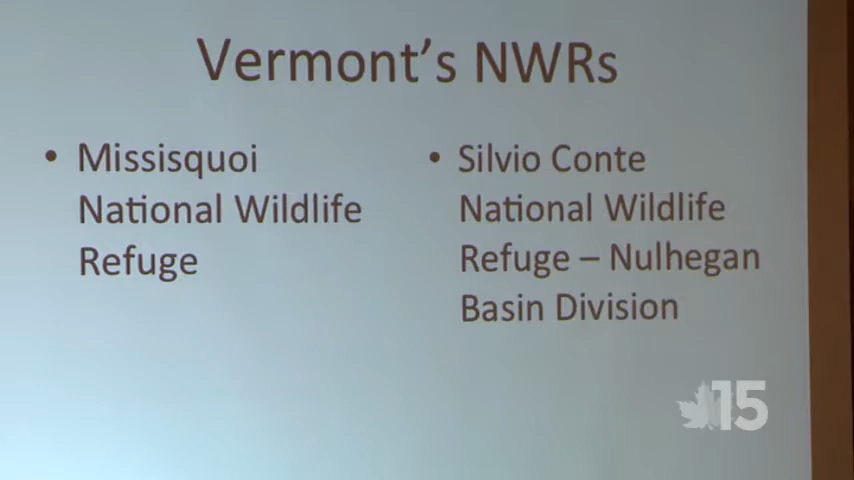 Vermont's NWRs
• Missisquoi
National Wildlife
Refuge
• Silvio Conte
National Wildlife
Refuge – Nulhegan
Basin Division
15